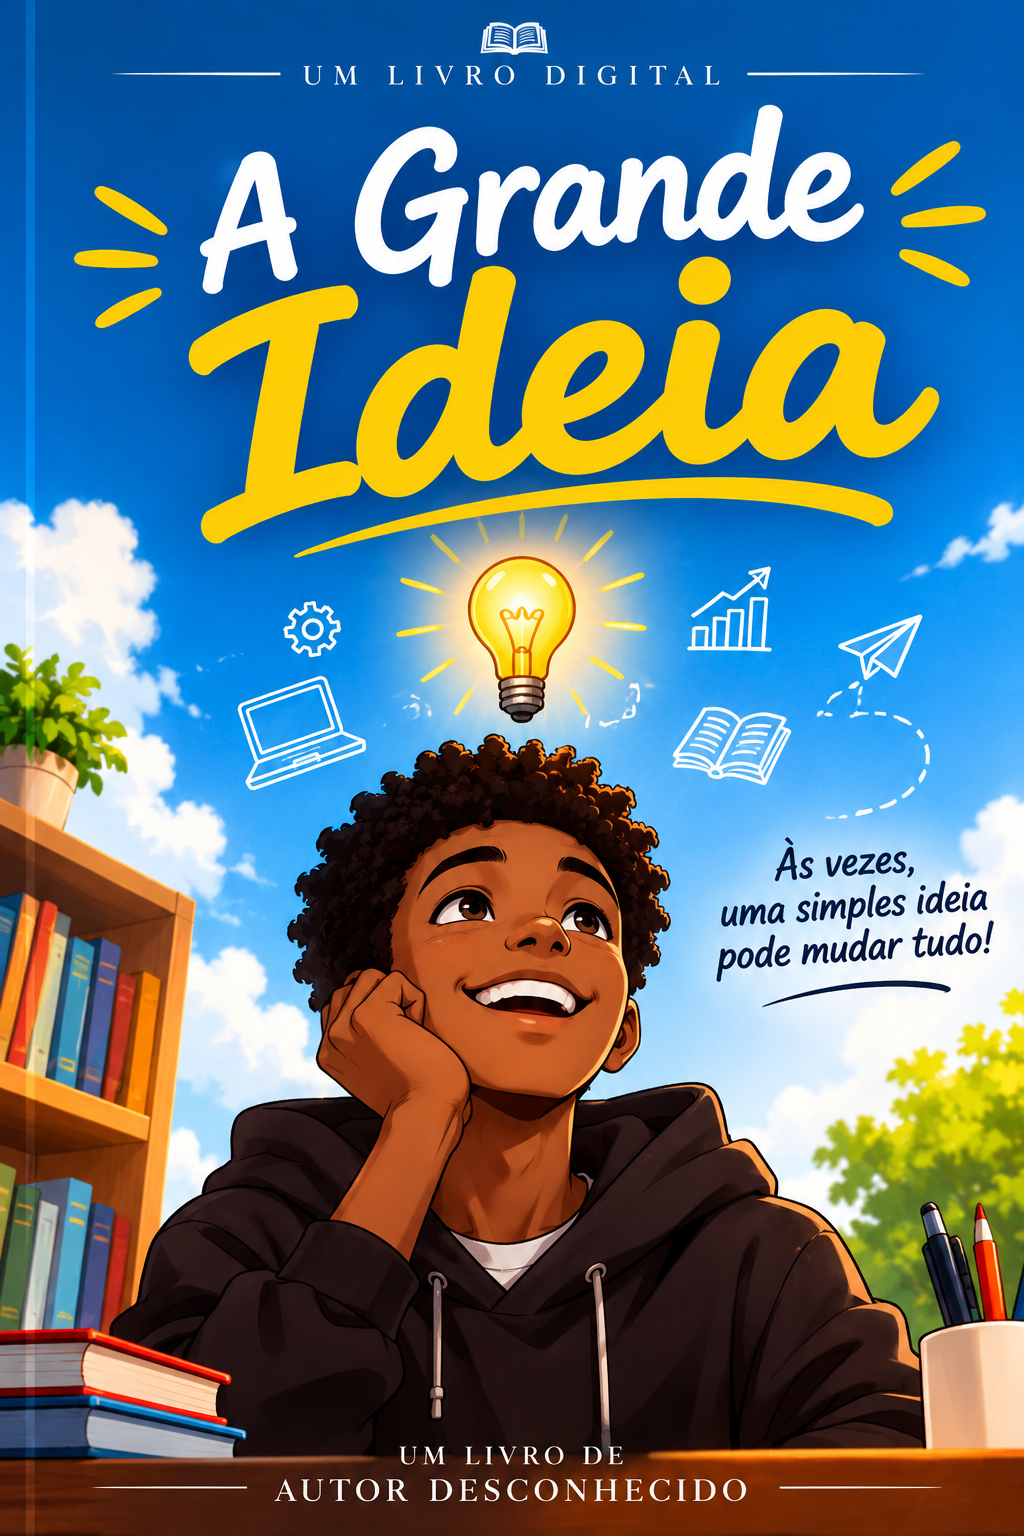 UM LIVRO DIGITAL
A Grande
Ideia
Às vezes,
uma simples ideia
pode mudar tudo!
UM LIVRO DE
AUTOR DESCONHECIDO